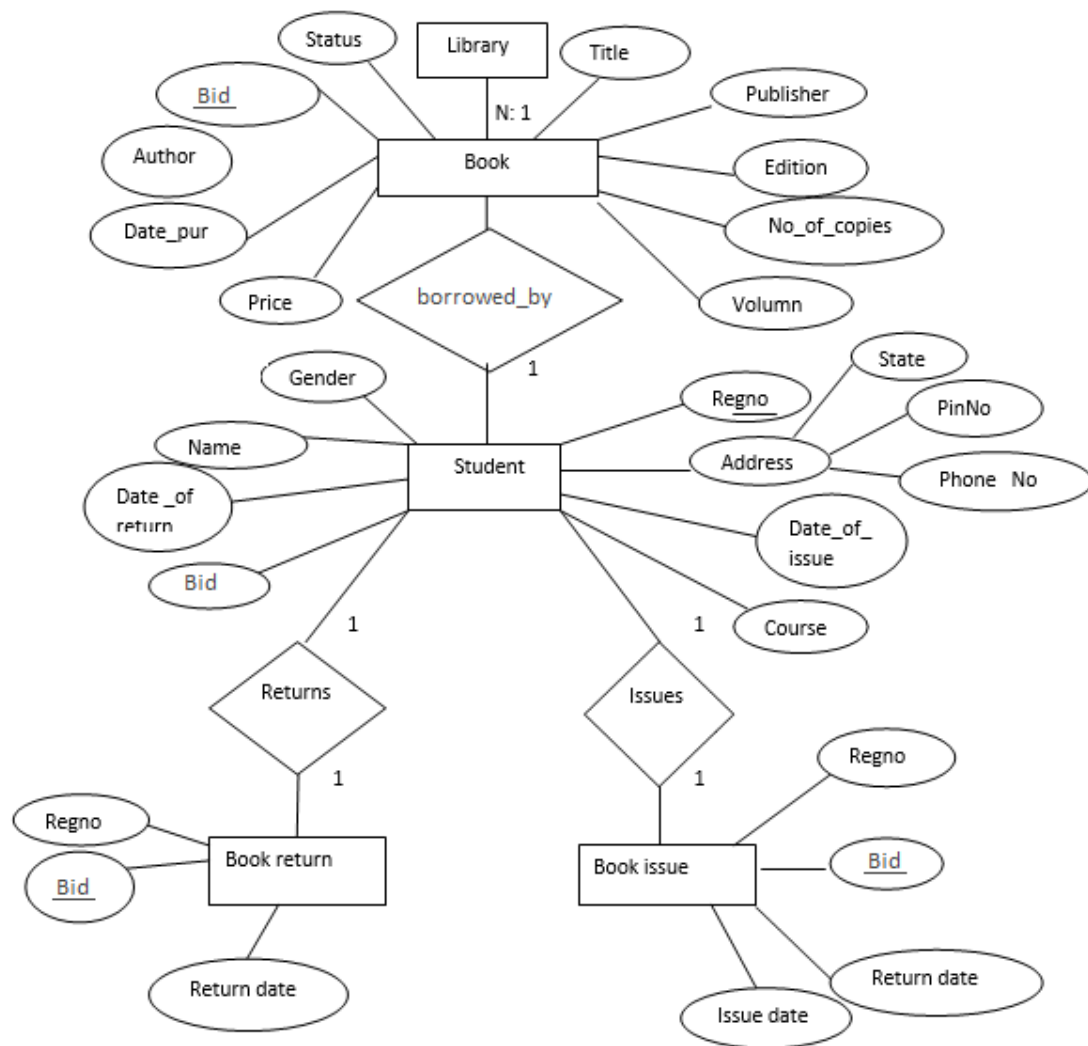 Status
Library
Title
Bid
N: 1
Publisher
Author
Book
Edition
Date_pur
No_of_copies
Price
borrowed_by
Volumn
Gender
1
State
Regno
PinNo
Name
Student
Address
Phone No
Date _of
return
Date_of_
issue
Bid
Course
1
1
Returns
Issues
1
1
Regno
Regno
Book return
Book issue
Bid
Bid
Return date
Return date
Issue date